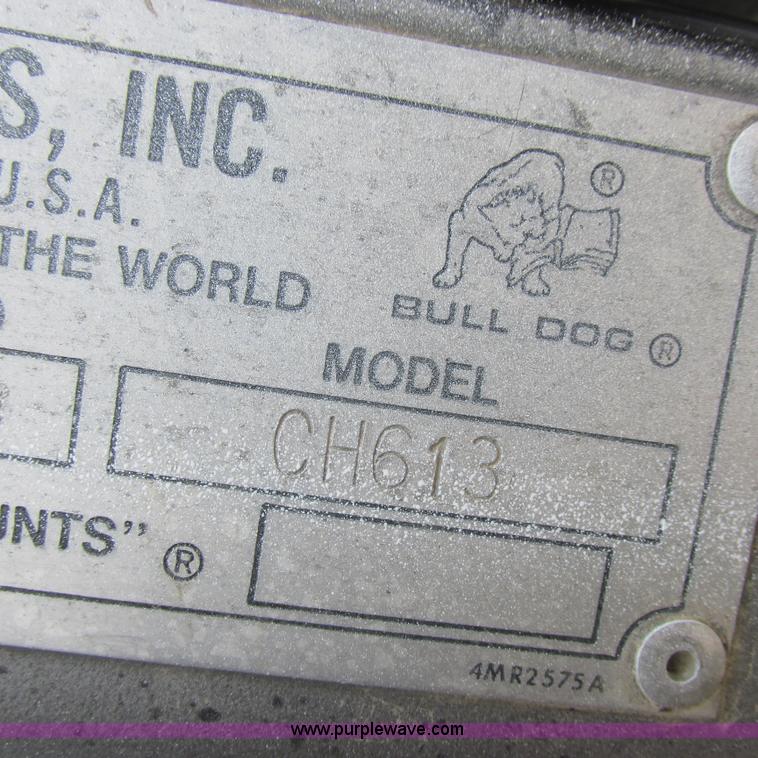 S, INC.
U.S.A.
THE WORLD
®
BULL DOG ®
MODEL
CH613
UNTS" ®
4MR2575A
www.purplewave.com